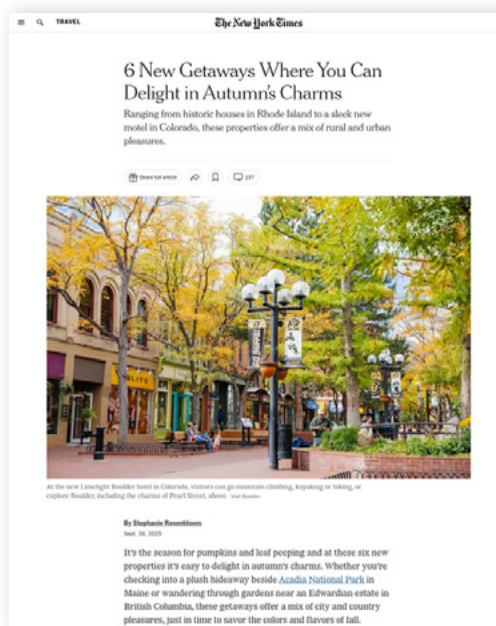 TRAVEL
The New York Times
6 New Getaways Where You Can
Delight in Autumn's Charms
Ranging from historic houses in Rhode Island to a sleek new
motel in Colorado, these properties offer a mix of rural and urban
pleasures.
Share full article
237
At the new Limelight Boulder hotel in Colorado, visitors can go mountain climbing, kayaking or hiking, or
explore Boulder, including the charms of Pearl Street, above. Visit Boulder
By Stephanie Rosenbloom
Sept. 26, 2025
It's the season for pumpkins and leaf peeping and at these six new
properties it's easy to delight in autumn's charms. Whether you're
checking into a plush hideaway beside Acadia National Park in
Maine or wandering through gardens near an Edwardian estate in
British Columbia, these getaways offer a mix of city and country
pleasures, just in time to savor the colors and flavors of fall.